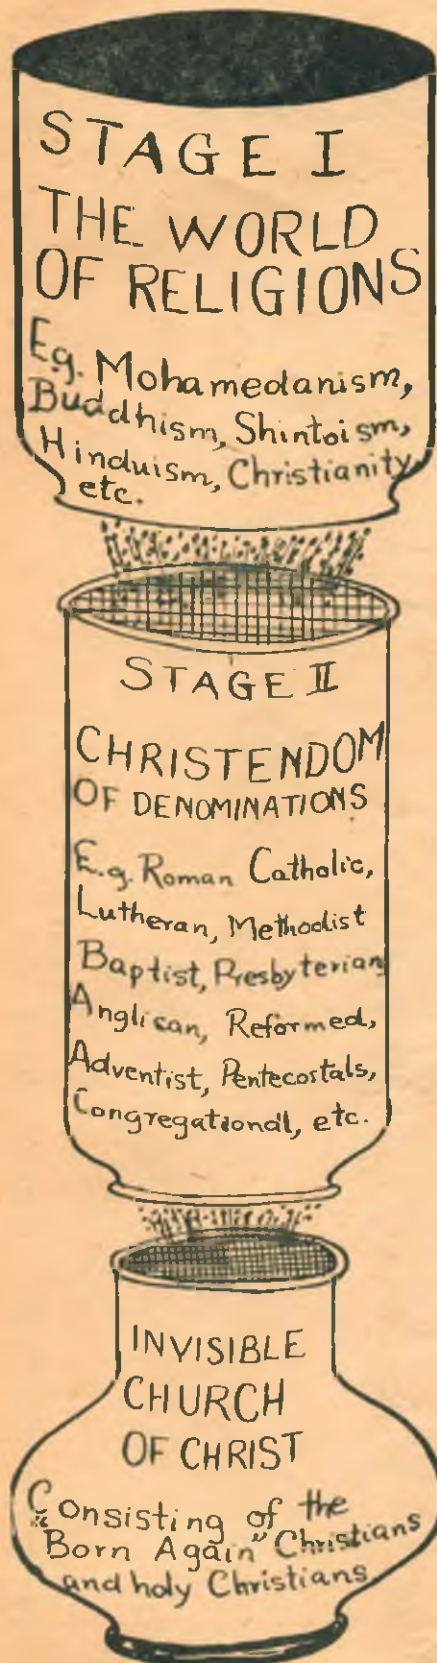 STAGE I
THE WORLD
OF RELIGIONS
Eg. Mohamedanism,
Buddhism, Shintoism,
Hinduism, Christianity,
etc.
STAGE II
CHRISTENDOM
OF DENOMINATIONS
E.g. Roman Catholic,
Lutheran, Methodist
Baptist, Presbyterian
Anglican, Reformed,
Adventist, Pentecostals,
Congregational, etc.
INVISIBLE
CHURCH
OF CHRIST
Consisting of the
"Born Again" Christians
and holy Christians